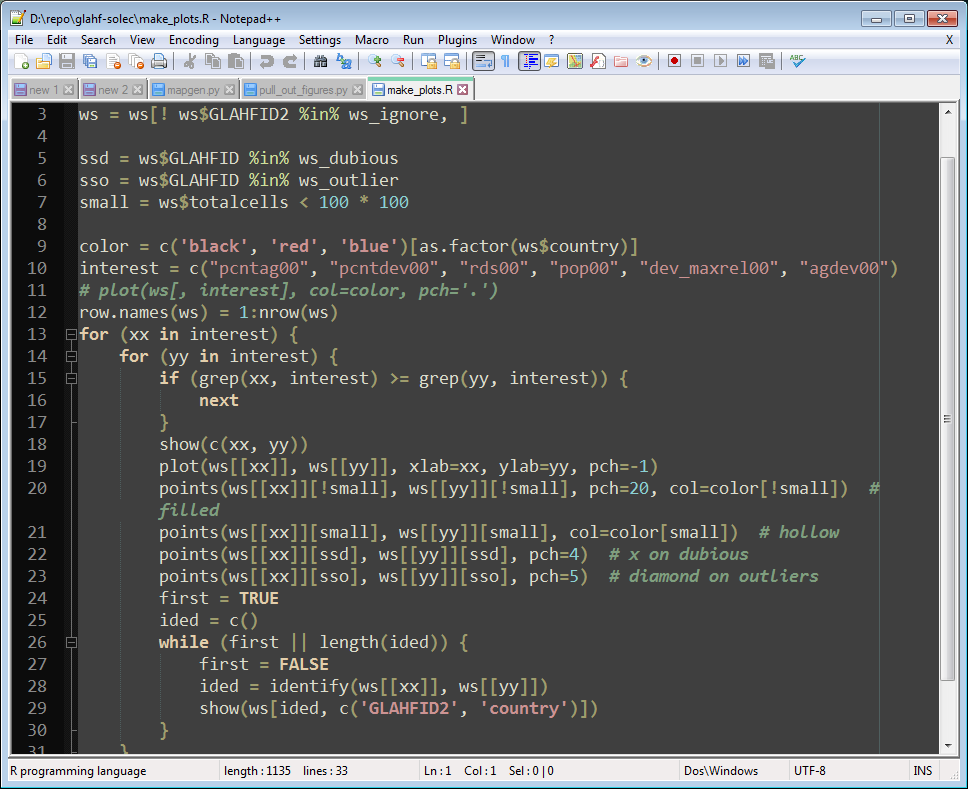 D:\repo\glahf-solec\make_plots.R - Notepad++
File Edit Search View Encoding Language Settings Macro Run Plugins Window ? X
ABC
new 1 new 2 mapgen.py pull_out_figures.py make_plots.R
3 ws = ws[! ws$GLAHFID2 %in% ws_ignore, ]
4
5 ssd = ws$GLAHFID %in% ws_dubious
6 sso = ws$GLAHFID %in% ws_outlier
7 small = ws$totalcells < 100 * 100
8
9 color = c('black', 'red', 'blue')[as.factor(ws$country)]
10 interest = c("pcntag00", "pcntdev00", "rds00", "pop00", "dev_maxrel00", "agdev00")
11 # plot(ws[, interest], col=color, pch='.')
12 row.names(ws) = 1:nrow(ws)
13 for (xx in interest) {
14     for (yy in interest) {
15         if (grep(xx, interest) >= grep(yy, interest)) {
16             next
17         }
18         show(c(xx, yy))
19         plot(ws[[xx]], ws[[yy]], xlab=xx, ylab=yy, pch=-1)
20         points(ws[[xx]][!small], ws[[yy]][!small], pch=20, col=color[!small])  #
filled
21         points(ws[[xx]][small], ws[[yy]][small], col=color[small])  # hollow
22         points(ws[[xx]][ssd], ws[[yy]][ssd], pch=4)  # x on dubious
23         points(ws[[xx]][sso], ws[[yy]][sso], pch=5)  # diamond on outliers
24         first = TRUE
25         ided = c()
26         while (first || length(ided)) {
27             first = FALSE
28             ided = identify(ws[[xx]], ws[[yy]])
29             show(ws[ided, c('GLAHFID2', 'country')])
30         }
31     }
R programming language length : 1135 lines : 33 Ln : 1 Col : 1 Sel : 0 | 0 Dos\Windows UTF-8 INS